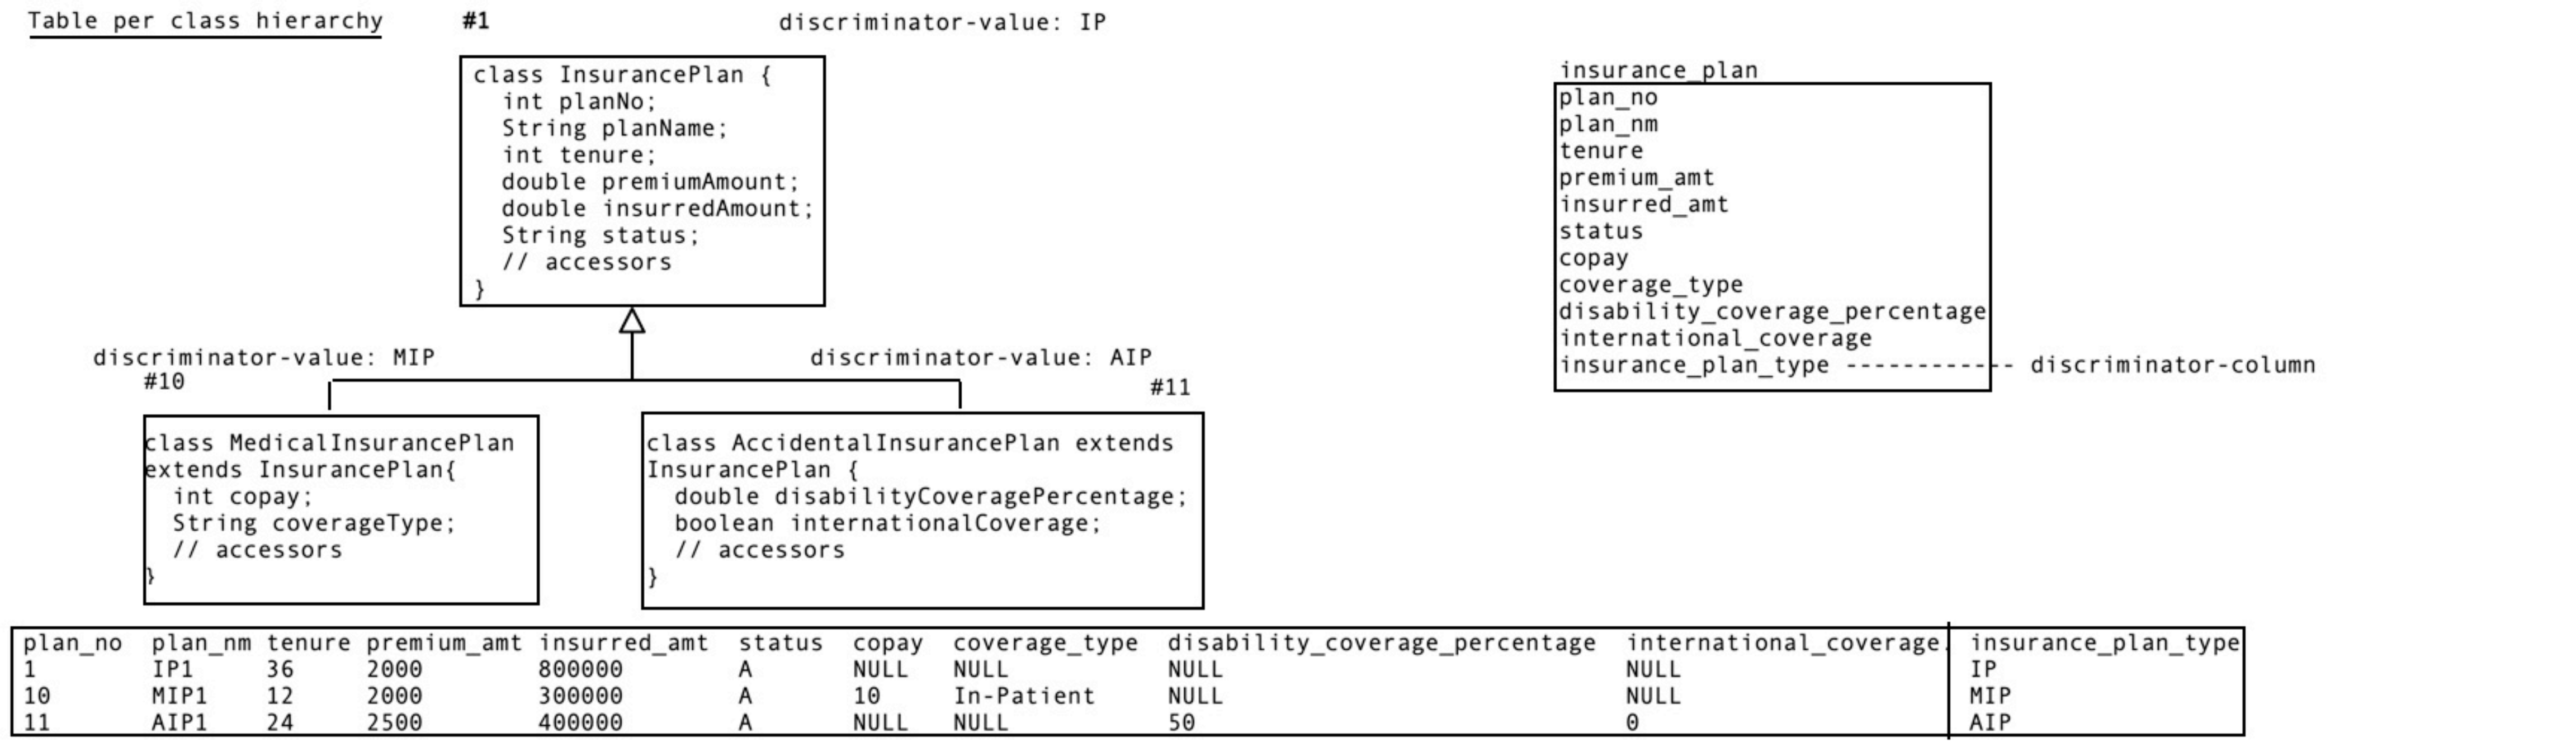 Table per class hierarchy
#1
discriminator-value: IP
class InsurancePlan {
int planNo;
String planName;
int tenure;
double premiumAmount;
double insurredAmount;
String status;
// accessors
}
insurance_plan
plan_no
plan_nm
tenure
premium_amt
insurred_amt
status
copay
coverage_type
disability_coverage_percentage
international_coverage
insurance_plan_type ------------ discriminator-column
discriminator-value: MIP
#10
class MedicalInsurancePlan
extends InsurancePlan{
int copay;
String coverageType;
// accessors
}
discriminator-value: AIP
#11
class AccidentalInsurancePlan extends
InsurancePlan {
double disabilityCoveragePercentage;
boolean internationalCoverage;
// accessors
}
plan_no plan_nm tenure premium_amt insurred_amt status copay coverage_type disability_coverage_percentage international_coverage. insurance_plan_type
1 IP1 36 2000 800000 A NULL NULL NULL NULL IP
10 MIP1 12 2000 300000 A 10 In-Patient NULL NULL MIP
11 AIP1 24 2500 400000 A NULL NULL 50 0 AIP